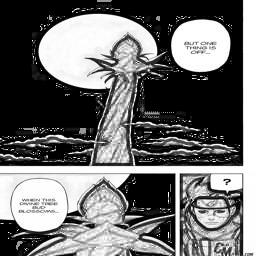 BUT ONE
THING IS
OFF...
WHEN THIS
DIVINE TREE
BUD
BLOSSOMS...
?